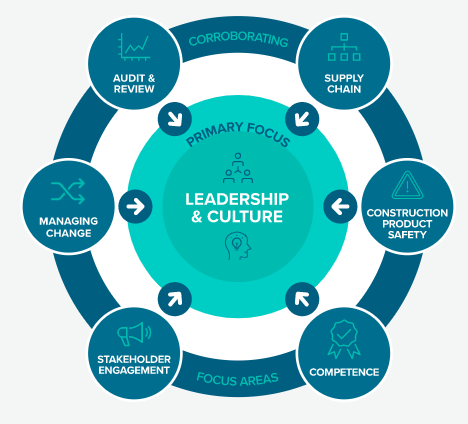 CORROBORATING
AUDIT &
REVIEW
SUPPLY
CHAIN
PRIMARY FOCUS
LEADERSHIP
& CULTURE
MANAGING
CHANGE
CONSTRUCTION
PRODUCT
SAFETY
STAKEHOLDER
ENGAGEMENT
COMPETENCE
FOCUS AREAS